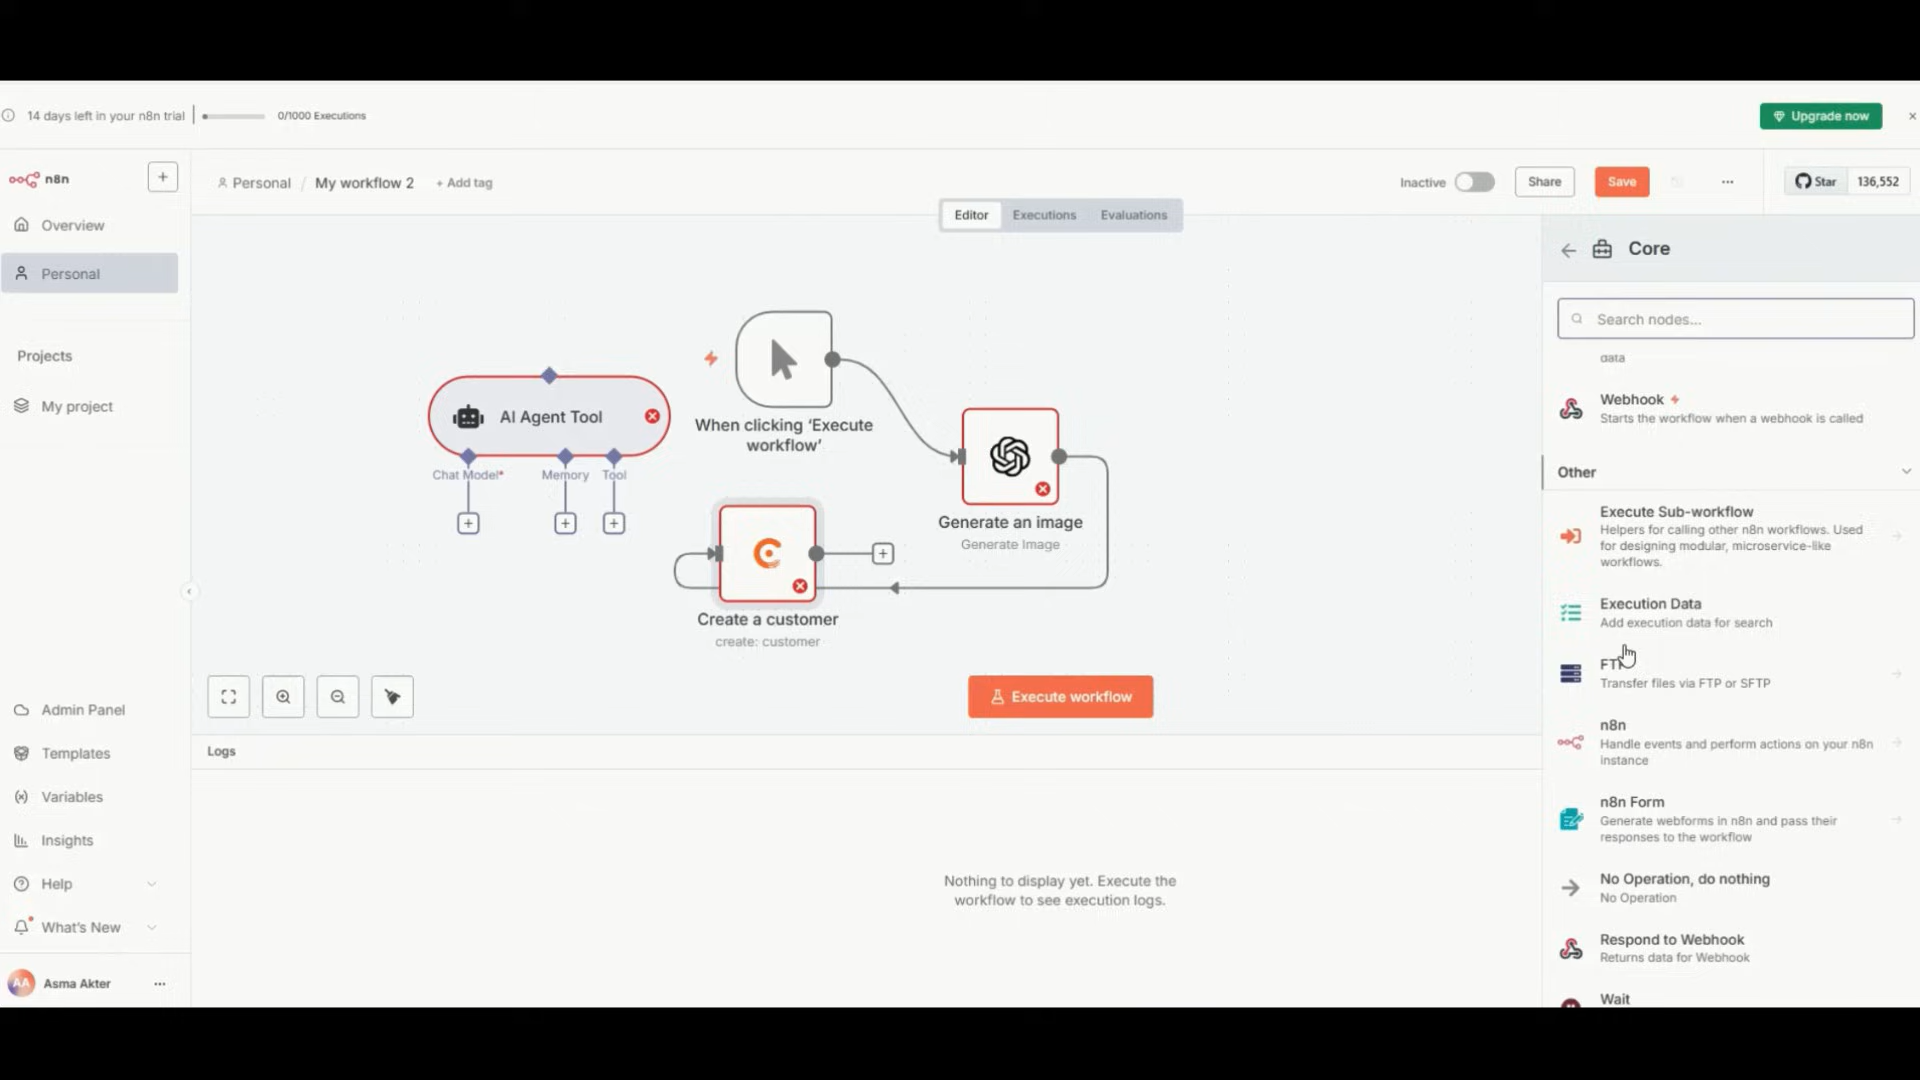 14 days left in your n8n trial
0/1000 Executions
Upgrade now
n8n
Personal / My workflow 2 + Add tag
Inactive
Share
Save
Star 136,552
Overview
Personal
Projects
My project
Admin Panel
Templates
Variables
Insights
Help
What's New
AA Asma Akter
Editor Executions Evaluations
When clicking ‘Execute
workflow’
AI Agent Tool
Chat Model*
Memory
Tool
Generate an image
Generate Image
Create a customer
create: customer
Execute workflow
Logs
Nothing to display yet. Execute the
workflow to see execution logs.
Core
Search nodes...
data
Webhook
Starts the workflow when a webhook is called
Other
Execute Sub-workflow
Helpers for calling other n8n workflows. Used
for designing modular, microservice-like
workflows.
Execution Data
Add execution data for search
FTP
Transfer files via FTP or SFTP
n8n
Handle events and perform actions on your n8n
instance
n8n Form
Generate webforms in n8n and pass their
responses to the workflow
No Operation, do nothing
No Operation
Respond to Webhook
Returns data for Webhook
Wait